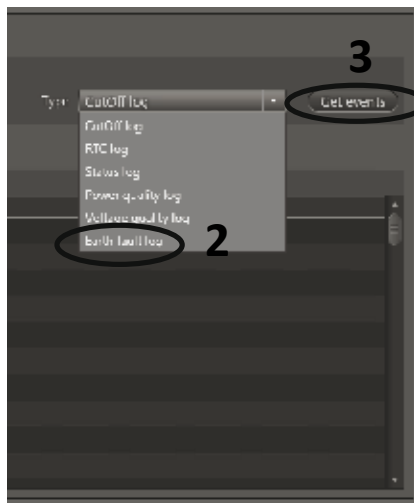 3
Type CutOff log Get events
CutOff log
RTC log
Status log
Power quality log
Voltage quality log
Earth fault log 2